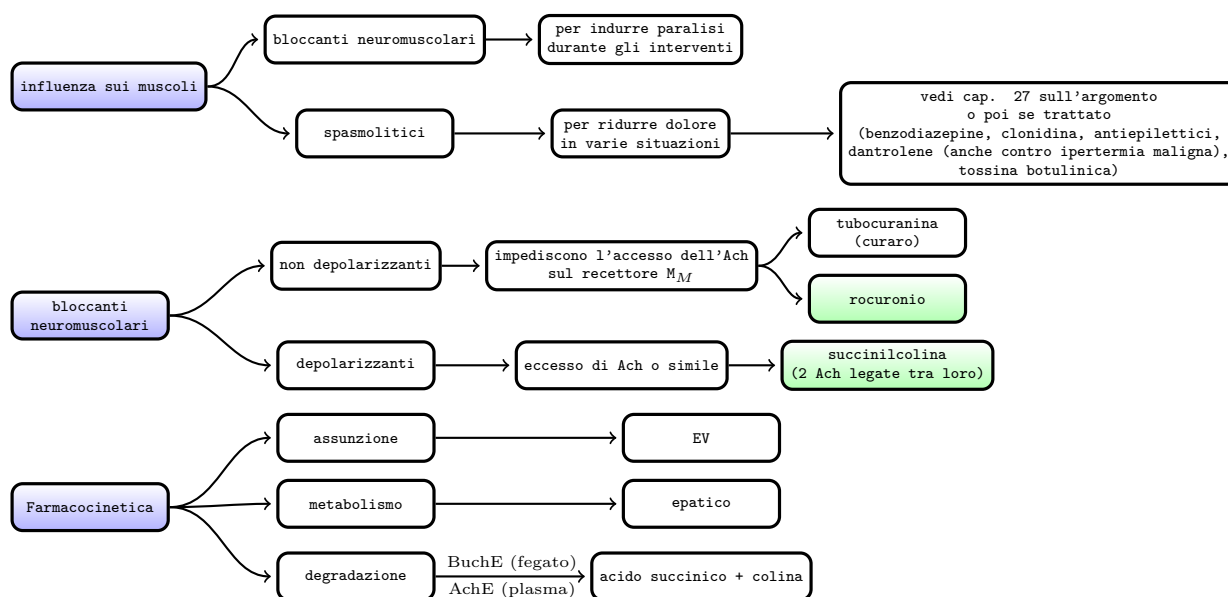 influenza sui muscoli
bloccanti neuromuscolari
per indurre paralisi
durante gli interventi
spasmolitici
per ridurre dolore
in varie situazioni
vedi cap. 27 sull'argomento
o poi se trattato
(benzodiazepine, clonidina, antiepilettici,
dantrolene (anche contro ipertermia maligna),
tossina botulinica)
bloccanti
neuromuscolari
non depolarizzanti
impediscono l'accesso dell'Ach
sul recettore M_M
tubocuranina
(curaro)
rocuronio
depolarizzanti
eccesso di Ach o simile
succinilcolina
(2 Ach legate tra loro)
Farmacocinetica
assunzione
EV
metabolismo
epatico
degradazione
BuchE (fegato)
AchE (plasma)
acido succinico + colina